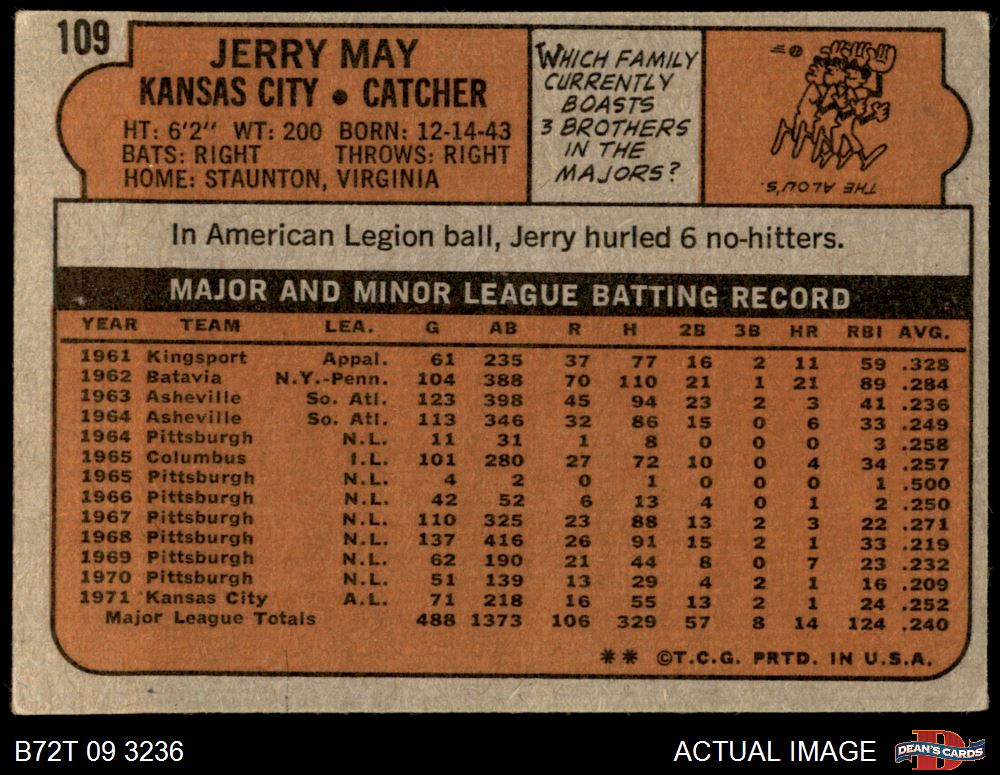 109
JERRY MAY
KANSAS CITY • CATCHER
HT: 6'2" WT: 200 BORN: 12-14-43
BATS: RIGHT THROWS: RIGHT
HOME: STAUNTON, VIRGINIA
WHICH FAMILY
CURRENTLY
BOASTS
3 BROTHERS
IN THE
MAJORS?
THE ALOU'S.
In American Legion ball, Jerry hurled 6 no-hitters.
MAJOR AND MINOR LEAGUE BATTING RECORD
YEAR TEAM LEA. G AB R H 2B 3B HR RBI AVG.
1961 Kingsport Appal. 61 235 37 77 16 2 11 59 .328
1962 Batavia N.Y.-Penn. 104 388 70 110 21 1 21 89 .284
1963 Asheville So. Atl. 123 398 45 94 23 2 3 41 .236
1964 Asheville So. Atl. 113 346 32 86 15 0 6 33 .249
1964 Pittsburgh N.L. 11 31 1 8 0 0 0 3 .258
1965 Columbus I.L. 101 280 27 72 10 0 4 34 .257
1965 Pittsburgh N.L. 4 2 0 1 0 0 0 1 .500
1966 Pittsburgh N.L. 42 52 6 13 4 0 1 2 .250
1967 Pittsburgh N.L. 110 325 23 88 13 2 3 22 .271
1968 Pittsburgh N.L. 137 416 26 91 15 2 1 33 .219
1969 Pittsburgh N.L. 62 190 21 44 8 0 7 23 .232
1970 Pittsburgh N.L. 51 139 13 29 4 2 1 16 .209
1971 Kansas City A.L. 71 218 16 55 13 2 1 24 .252
Major League Totals 488 1373 106 329 57 8 14 124 .240
** ©T.C.G. PRTD. IN U.S.A.
B72T 09 3236
ACTUAL IMAGE
D
DEAN'S CARDS